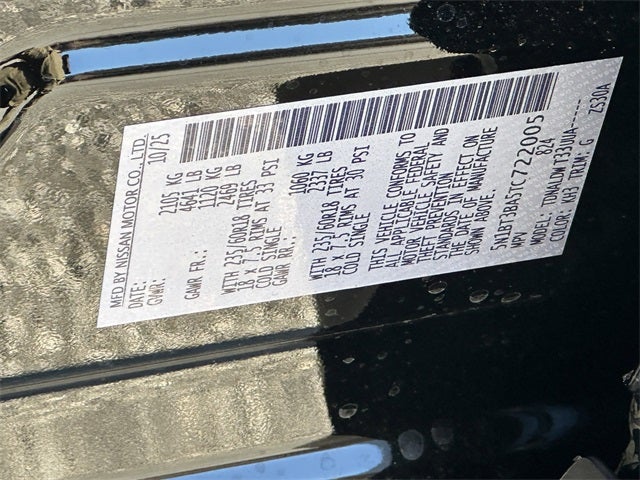 MFD BY NISSAN MOTOR CO., LTD.
DATE: 10/25
GVWR: 2105 KG
4641 LB
GAWR FR.: 1120 KG
2469 LB
WITH 235/60R18 TIRES
18 X 7.5 RIMS AT 33 PSI
COLD SINGLE
GAWR RR.: 1060 KG
2337 LB
WITH 235/60R18 TIRES
18 X 7.5 RIMS AT 30 PSI
COLD SINGLE
THIS VEHICLE CONFORMS TO
ALL APPLICABLE FEDERAL
MOTOR VEHICLE SAFETY AND
THEFT PREVENTION
STANDARDS IN EFFECT ON
THE DATE OF MANUFACTURE
SHOWN ABOVE.
5N1BT3BA5TC722005
MPV 824
MODEL: TDMALDW T33UUA------
COLOR: KH3 TRIM: G ZS30A